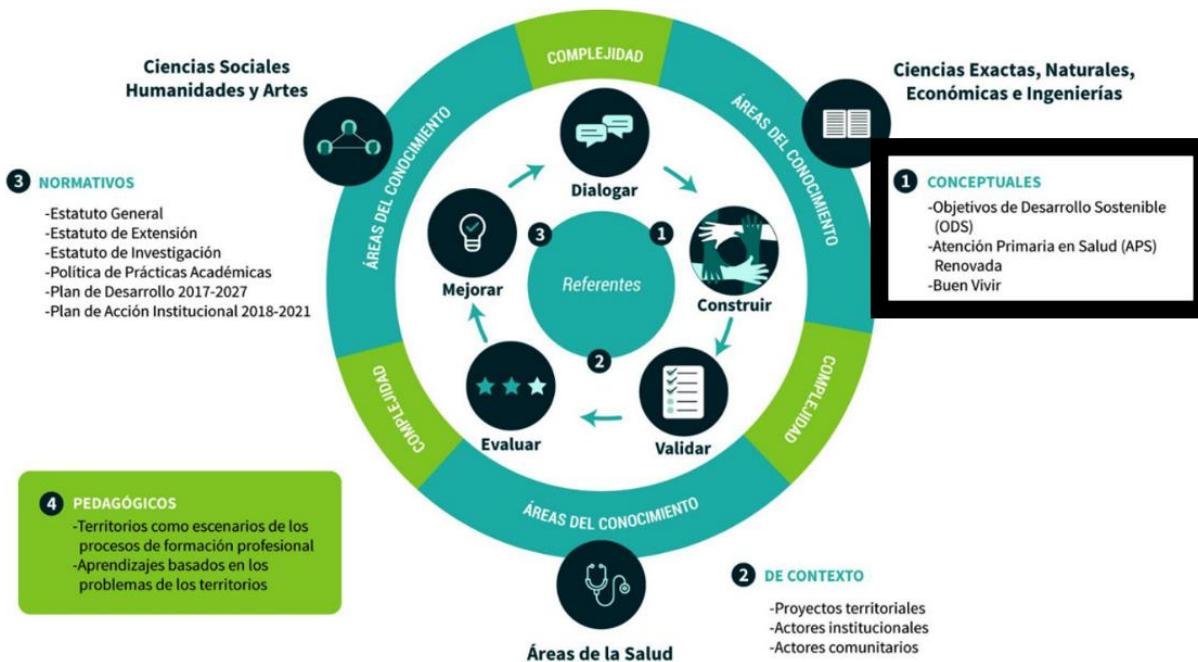 COMPLEJIDAD
Ciencias Sociales
Humanidades y Artes
Ciencias Exactas, Naturales,
Económicas e Ingenierías
ÁREAS DEL CONOCIMIENTO
ÁREAS DEL CONOCIMIENTO
3 NORMATIVOS
-Estatuto General
-Estatuto de Extensión
-Estatuto de Investigación
-Política de Prácticas Académicas
-Plan de Desarrollo 2017-2027
-Plan de Acción Institucional 2018-2021
Dialogar
3
1
Mejorar
Referentes
Construir
2
Evaluar
Validar
1 CONCEPTUALES
-Objetivos de Desarrollo Sostenible
(ODS)
-Atención Primaria en Salud (APS)
Renovada
-Buen Vivir
COMPLEJIDAD
COMPLEJIDAD
4 PEDAGÓGICOS
-Territorios como escenarios de los
procesos de formación profesional
-Aprendizajes basados en los
problemas de los territorios
ÁREAS DEL CONOCIMIENTO
Áreas de la Salud
2 DE CONTEXTO
-Proyectos territoriales
-Actores institucionales
-Actores comunitarios